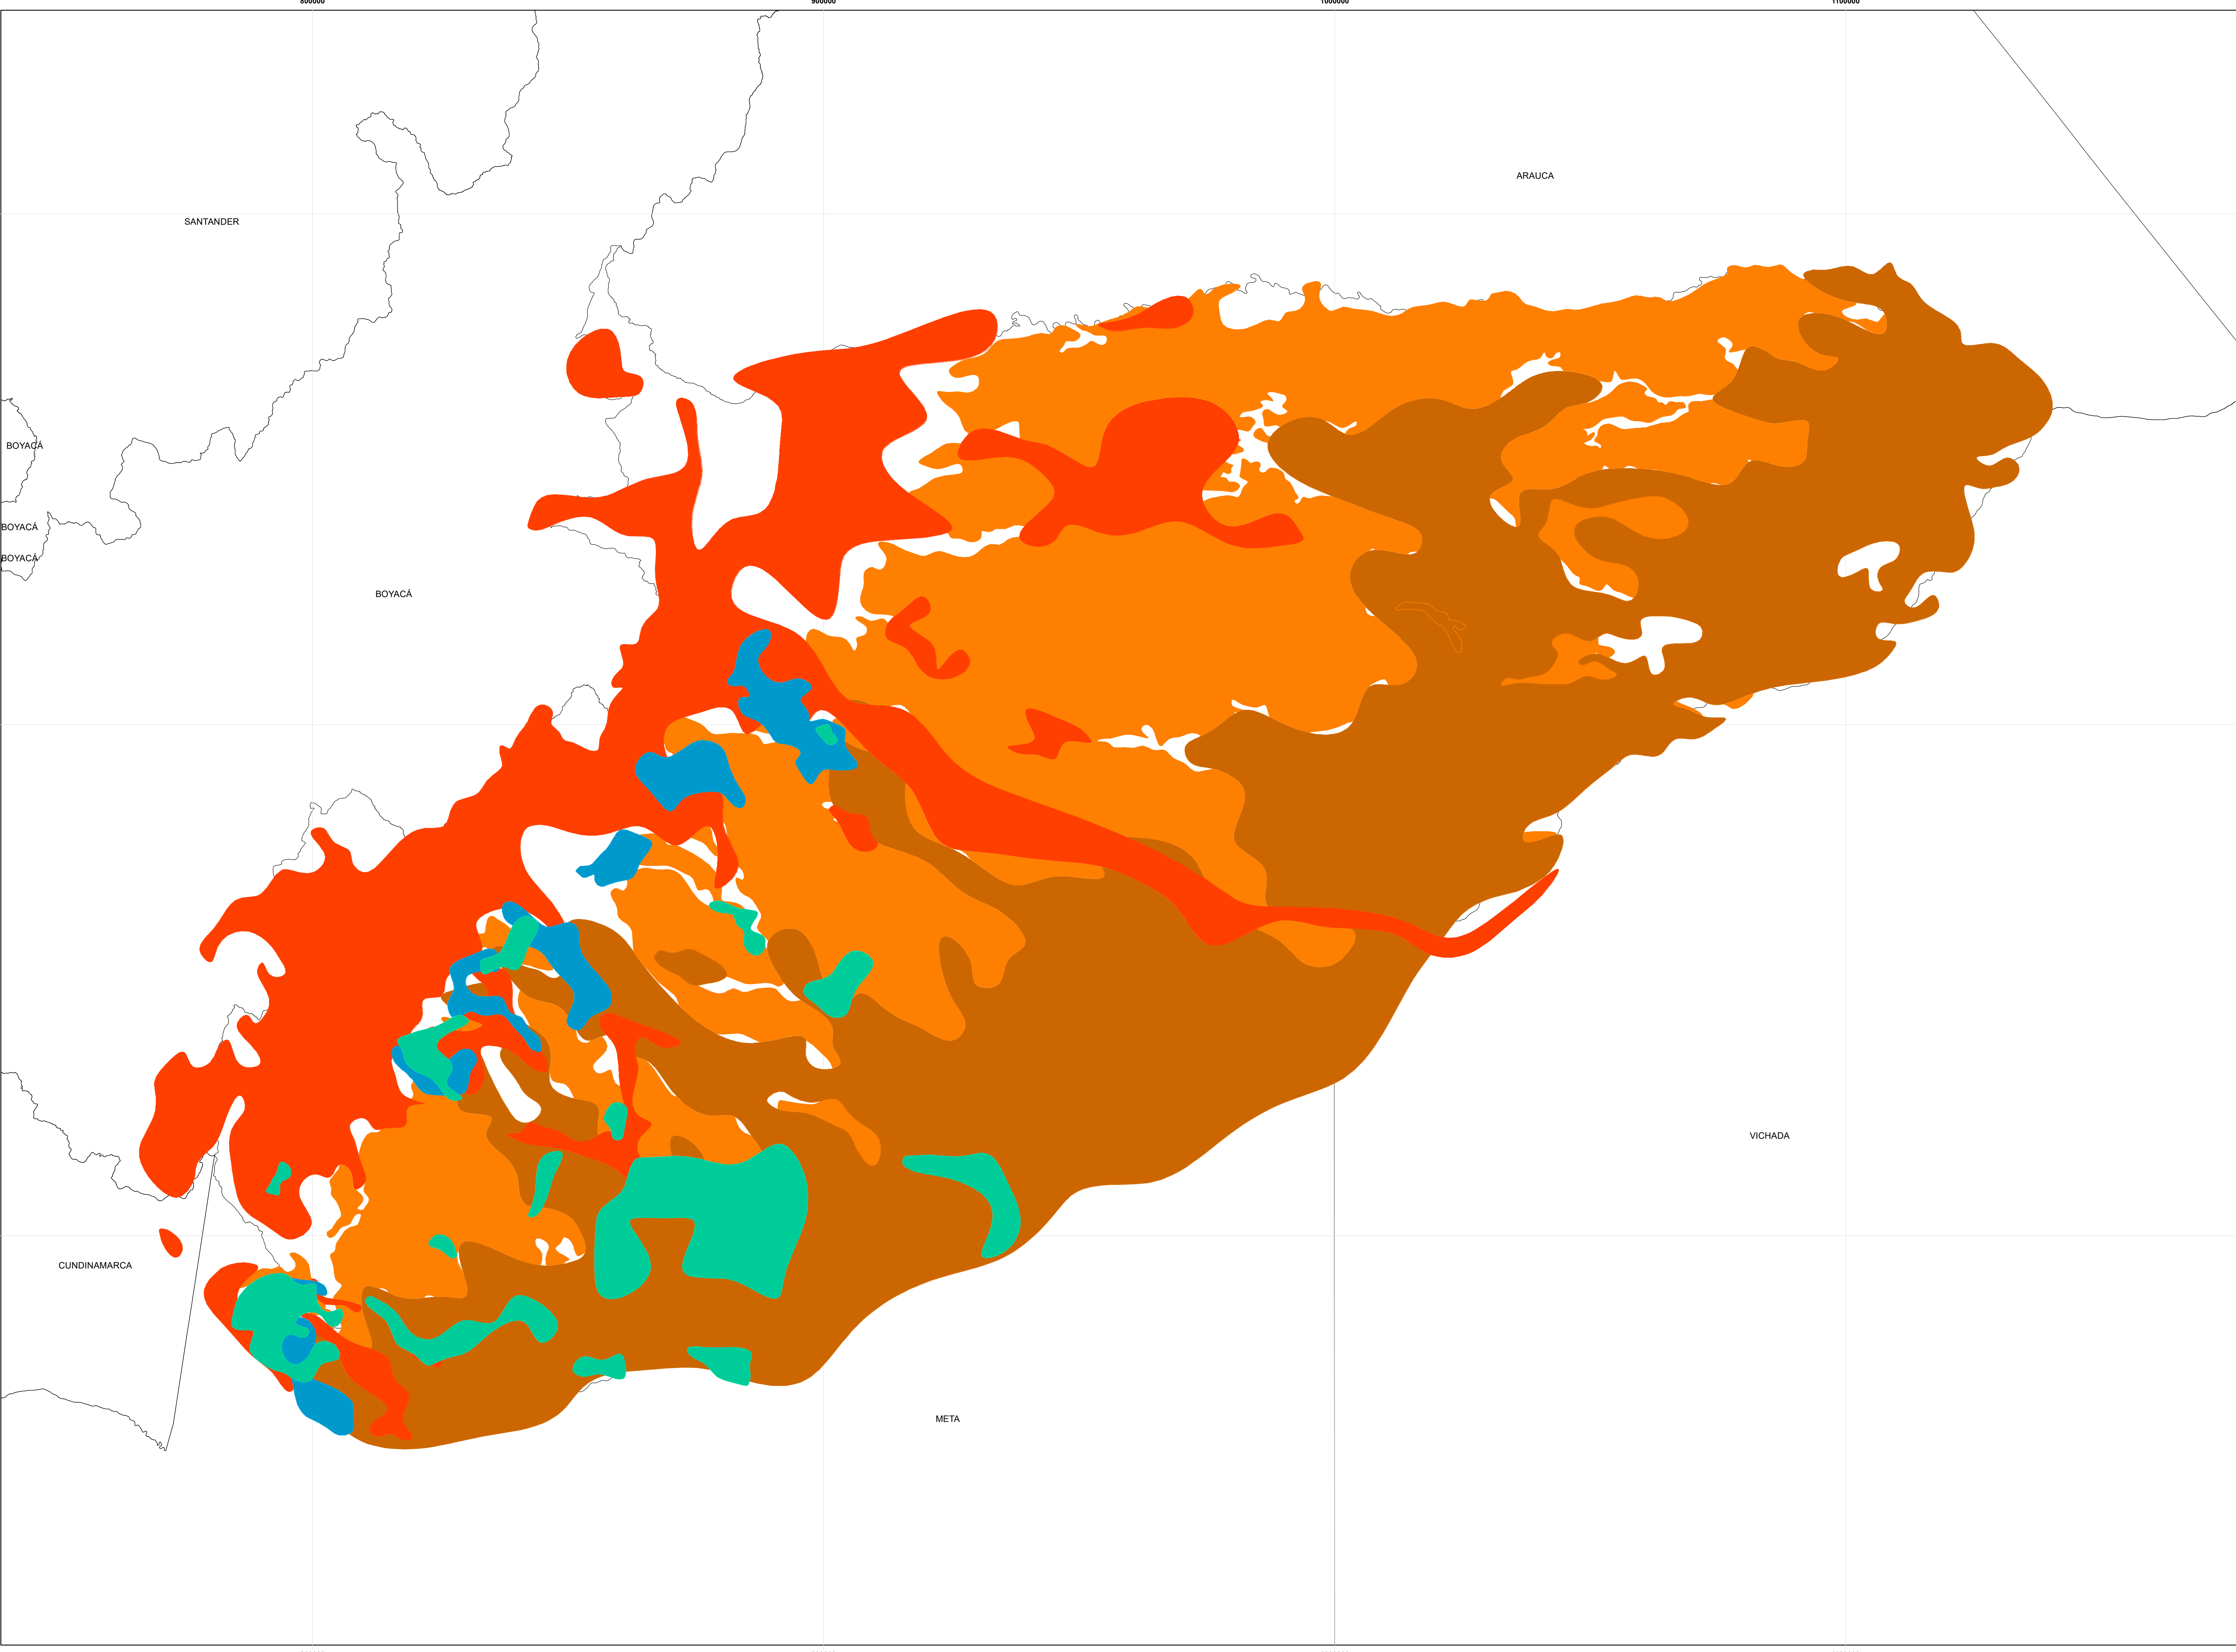 800000 900000 1000000 1100000
ARAUCA
SANTANDER
BOYACÁ
BOYACÁ
BOYACÁ
BOYACÁ
VICHADA
CUNDINAMARCA
META